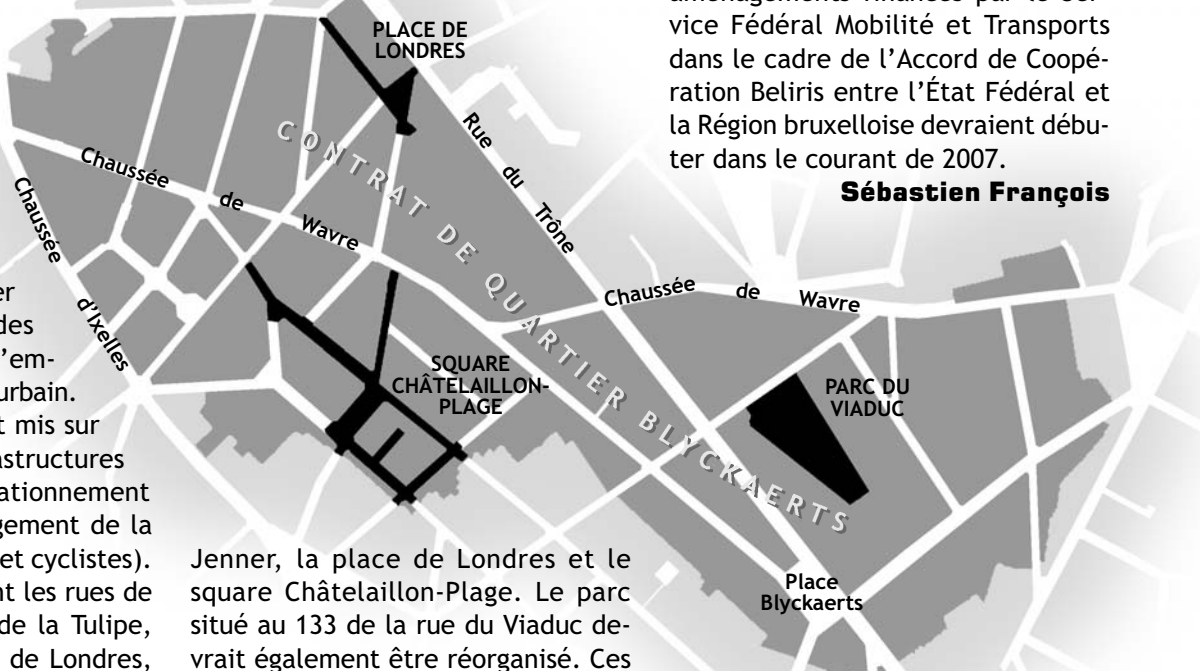 er
des
'em-
urbain.
t mis sur
astructures
ationnement
gement de la
et cyclistes).
nt les rues de
de la Tulipe,
de Londres,
Jenner, la place de Londres et le
square Châtelaillon-Plage. Le parc
situé au 133 de la rue du Viaduc de-
vrait également être réorganisé. Ces
aménagements financés par le Ser-
vice Fédéral Mobilité et Transports
dans le cadre de l'Accord de Coopé-
ration Beliris entre l'État Fédéral et
la Région bruxelloise devraient débu-
ter dans le courant de 2007.
Sébastien François
PLACE DE
LONDRES
Rue du Trône
CONTRAT DE QUARTIER BLYCKAERTS
Chaussée de Wavre
Chaussée d'Ixelles
Chaussée de Wavre
SQUARE
CHÂTELAILLON-
PLAGE
PARC DU
VIADUC
Place
Blyckaerts